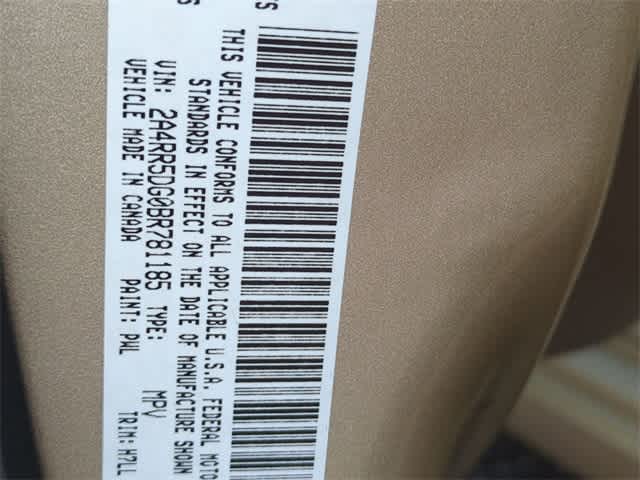 THIS VEHICLE CONFORMS TO ALL APPLICABLE U.S.A. FEDERAL MOTO
STANDARDS IN EFFECT ON THE DATE OF MANUFACTURE SHOWN
VIN: 2A4RR5DG0BR781185 TYPE: MPV
VEHICLE MADE IN CANADA PAINT: PWL TRIM: H7LL